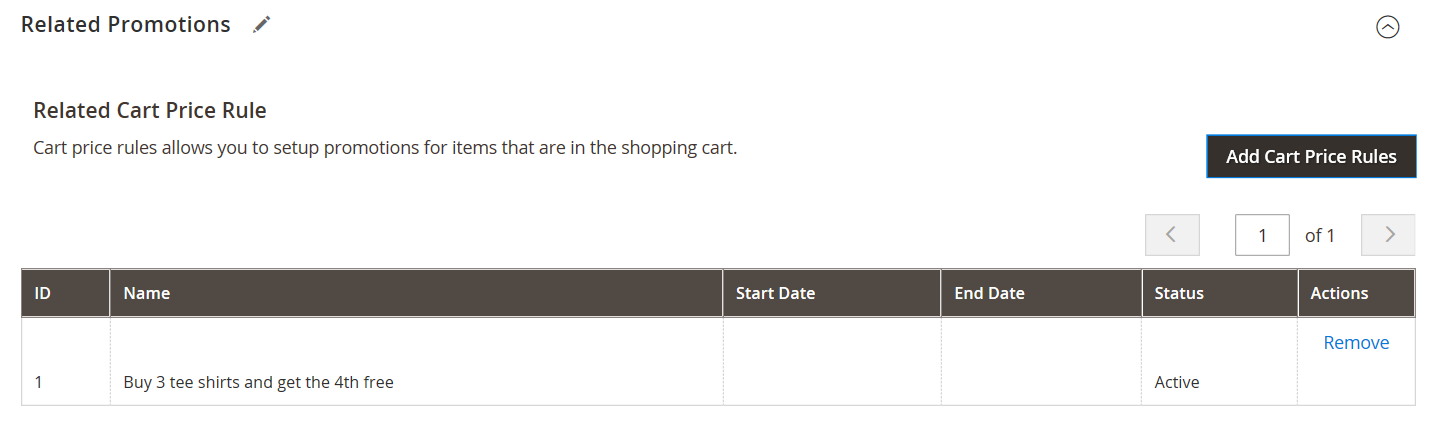 Related Promotions
Related Cart Price Rule
Cart price rules allows you to setup promotions for items that are in the shopping cart.
Add Cart Price Rules
1 of 1
ID Name Start Date End Date Status Actions
Remove
1 Buy 3 tee shirts and get the 4th free Active